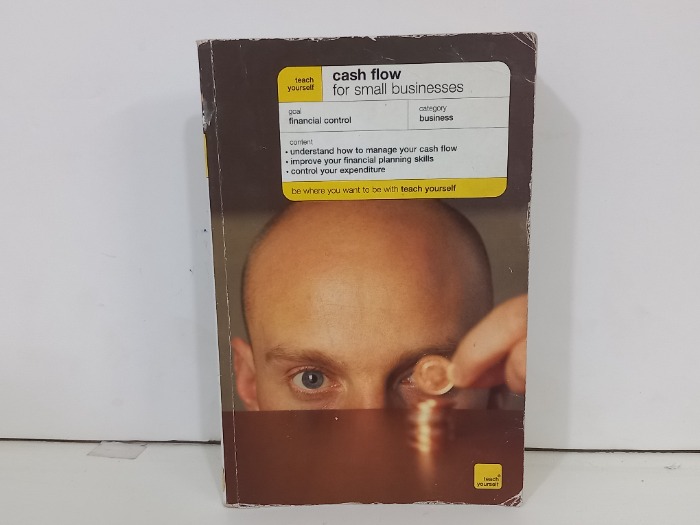 teach
yourself
cash flow
for small businesses
goal
financial control
category
business
content
• understand how to manage your cash flow
• improve your financial planning skills
• control your expenditure
be where you want to be with teach yourself
teach
yourself